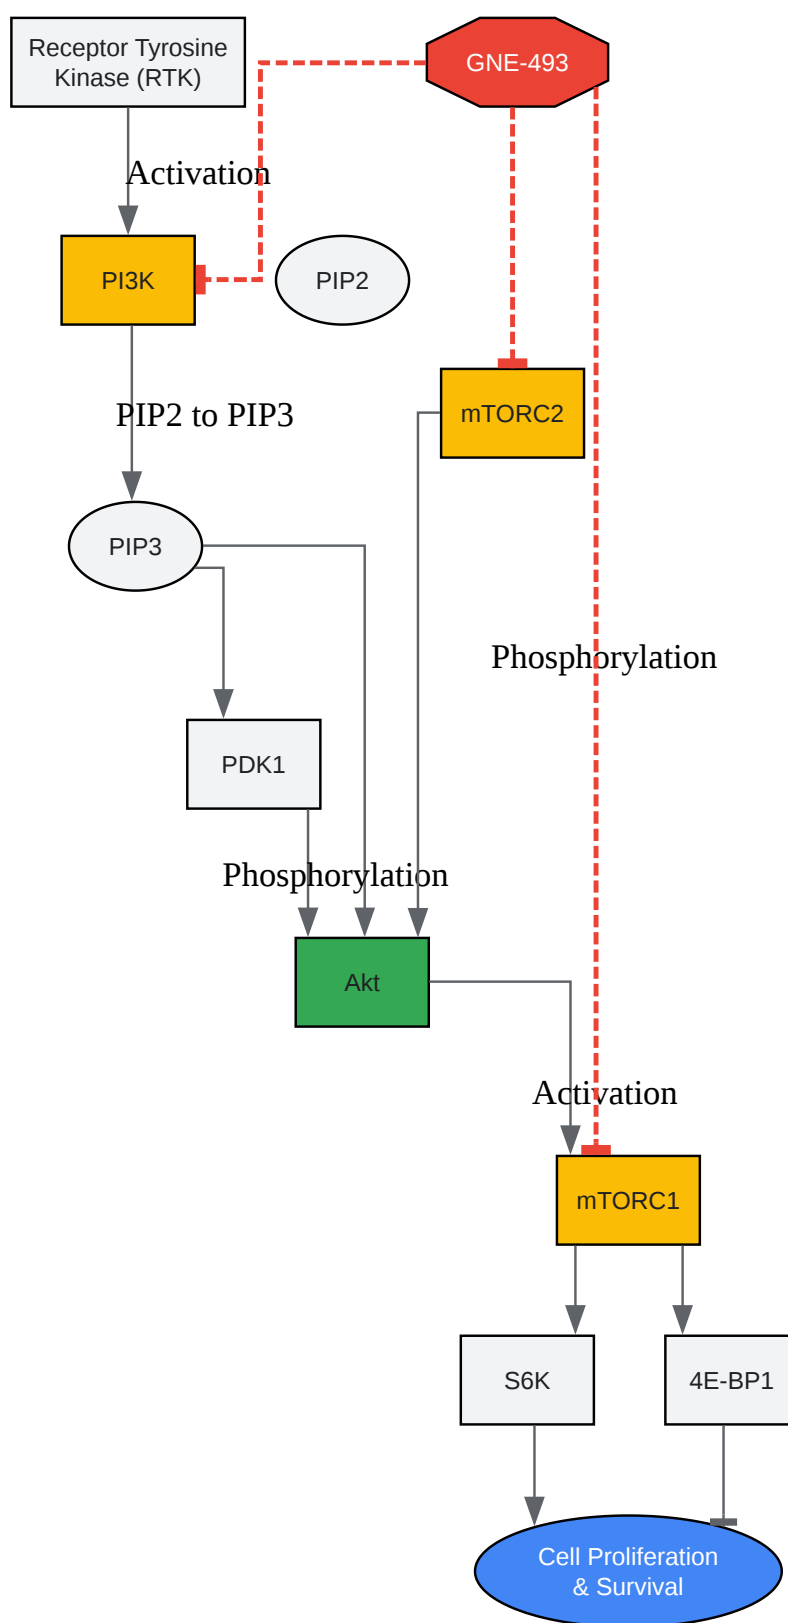 Receptor Tyrosine
Kinase (RTK)
GNE-493
Activation
PI3K
PIP2
PIP2 to PIP3
mTORC2
PIP3
Phosphorylation
PDK1
Phosphorylation
Akt
Activation
mTORC1
S6K
4E-BP1
Cell Proliferation
& Survival